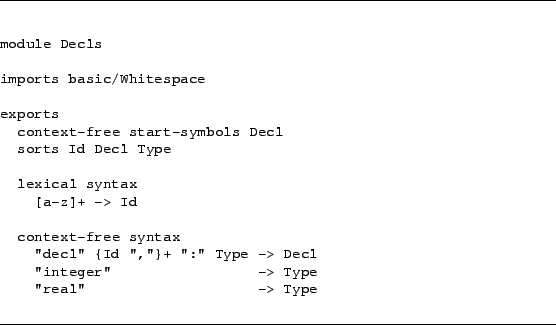 module Decls
imports basic/Whitespace
exports
context-free start-symbols Decl
sorts Id Decl Type
lexical syntax
[a-z]+ -> Id
context-free syntax
"decl" {Id ","}+ ":" Type -> Decl
"integer" -> Type
"real" -> Type